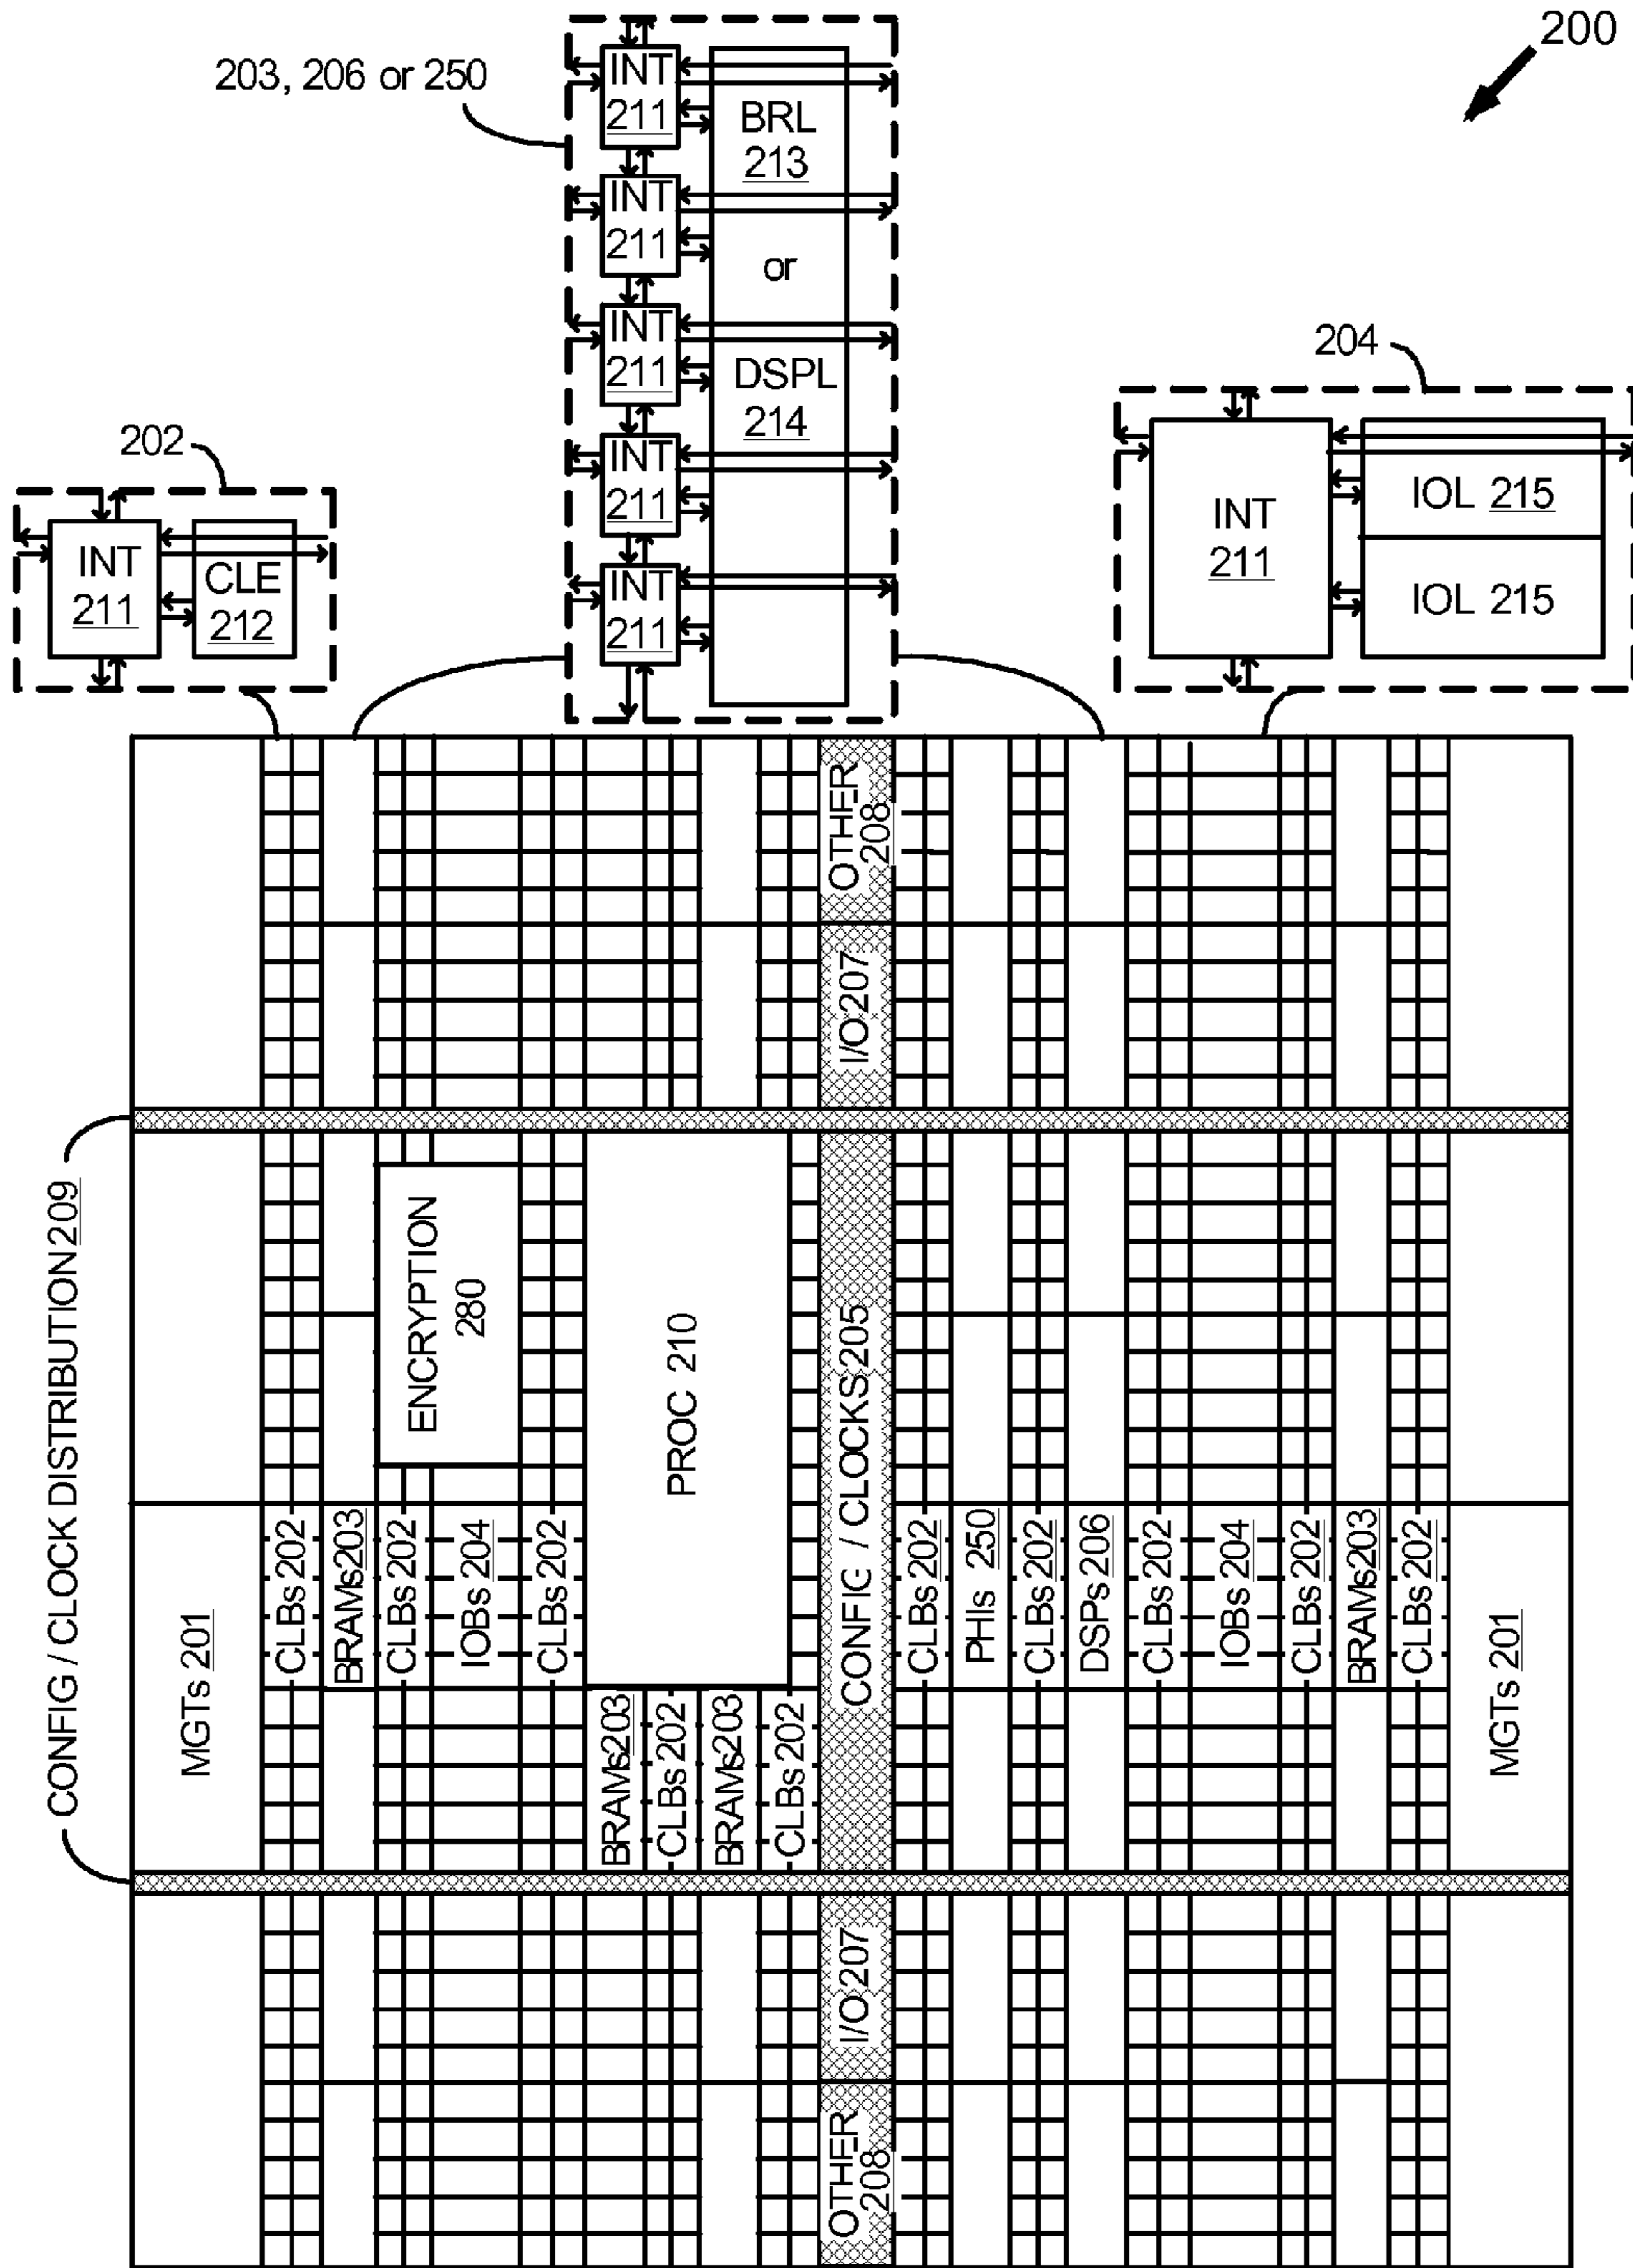 200
203, 206 or 250
INT
211
INT
211
INT
211
INT
211
INT
211
BRL
213
or
DSPL
214
202
INT
211
CLE
212
204
INT
211
IOL 215
IOL 215
OTHER
208
I/O 207
CONFIG / CLOCK DISTRIBUTION 209
ENCRYPTION
280
PROC 210
CONFIG / CLOCKS 205
MGTs 201
CLBs 202
BRAMs 203
CLBs 202
IOBs 204
CLBs 202
BRAMs 203
CLBs 202
BRAMs 203
CLBs 202
CLBs 202
PHIs 250
CLBs 202
DSPs 206
CLBs 202
IOBs 204
CLBs 202
BRAMs 203
CLBs 202
MGTs 201
I/O 207
OTHER
208